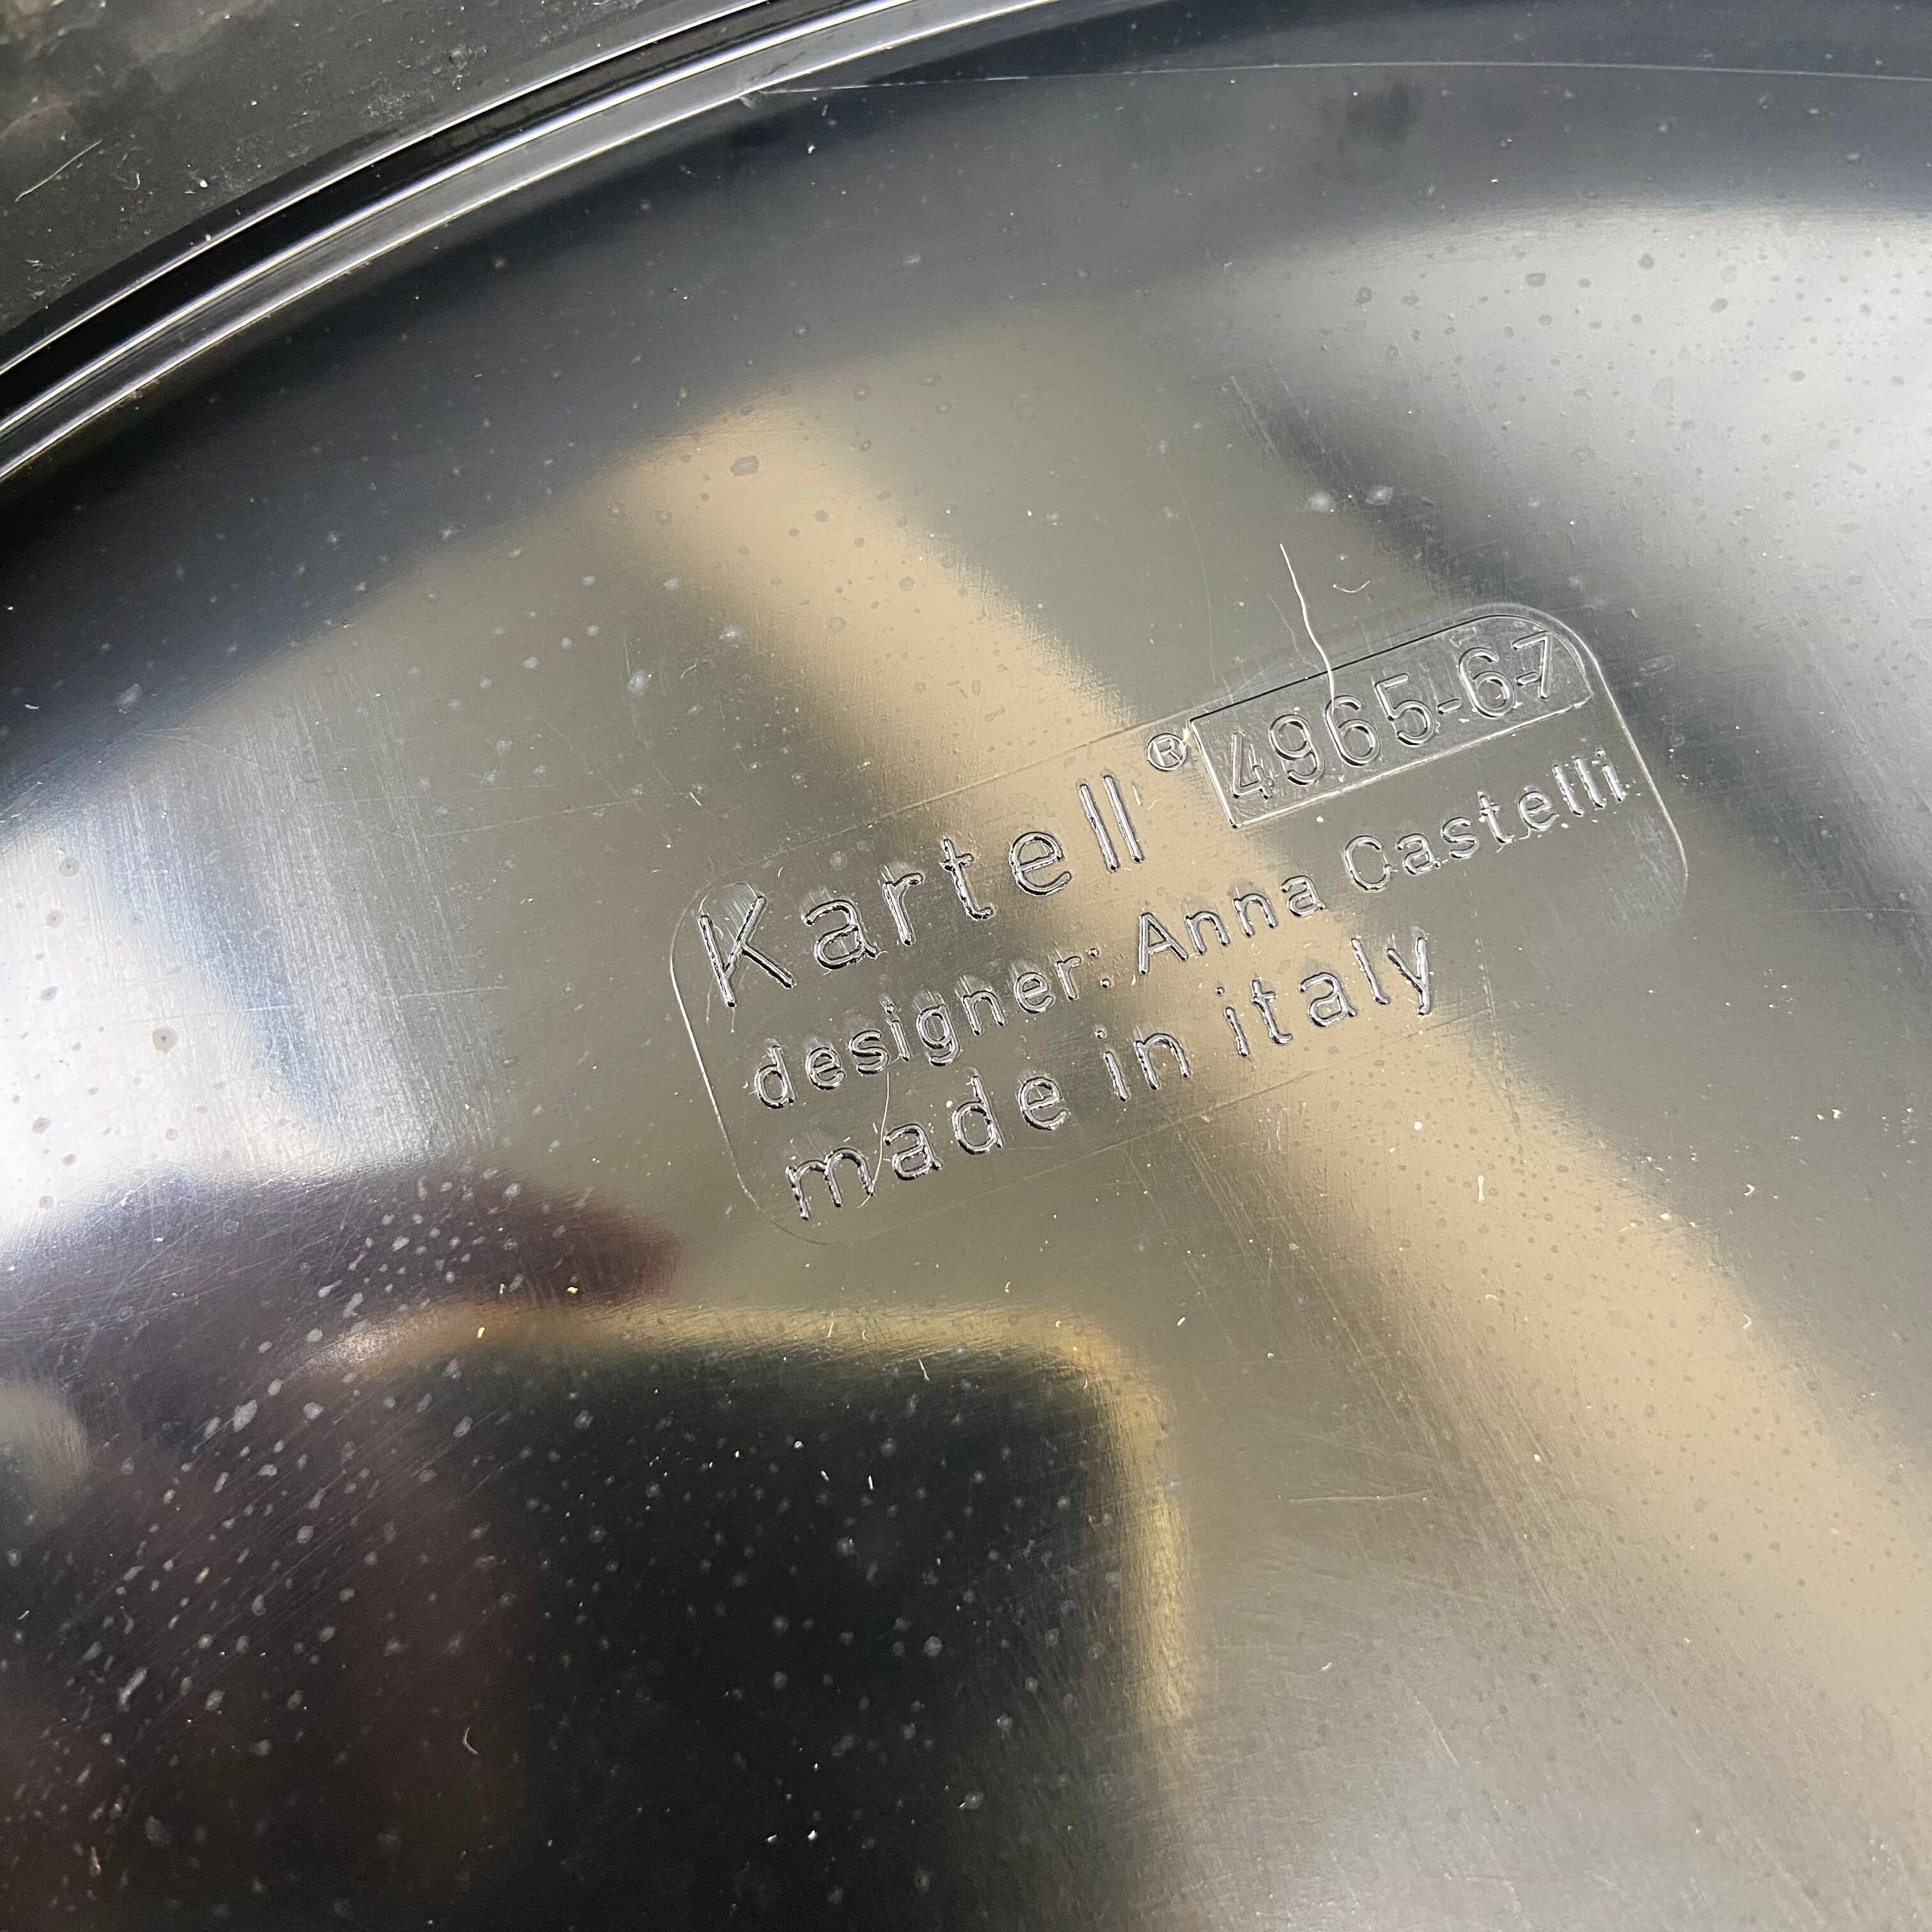 Kartell® 4965-6-7
designer: Anna Castelli
made in italy